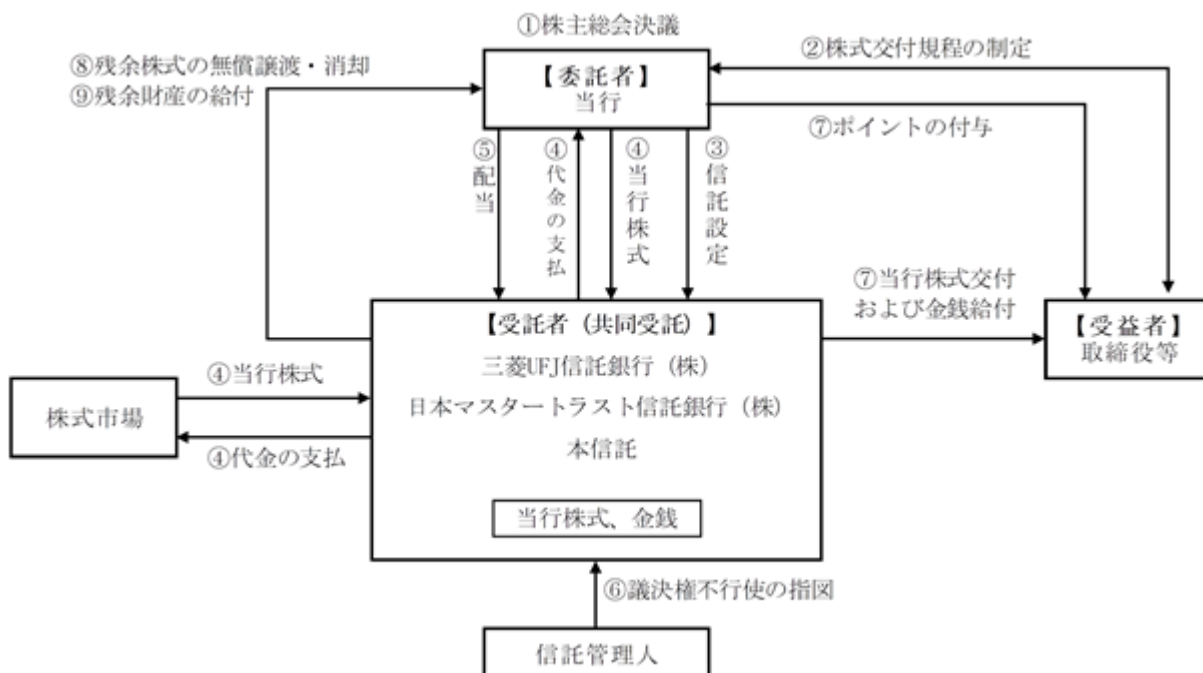 ①株主総会決議
⑧残余株式の無償譲渡・消却
⑨残余財産の給付
【委託者】
当行
②株式交付規程の制定
⑦ポイントの付与
⑤配当
④代金の支払
④当行株式
③信託設定
⑦当行株式交付
および金銭給付
【受益者】
取締役等
【受託者（共同受託）】
三菱UFJ信託銀行（株）
日本マスタートラスト信託銀行（株）
本信託
当行株式、金銭
④当行株式
株式市場
④代金の支払
⑥議決権不行使の指図
信託管理人